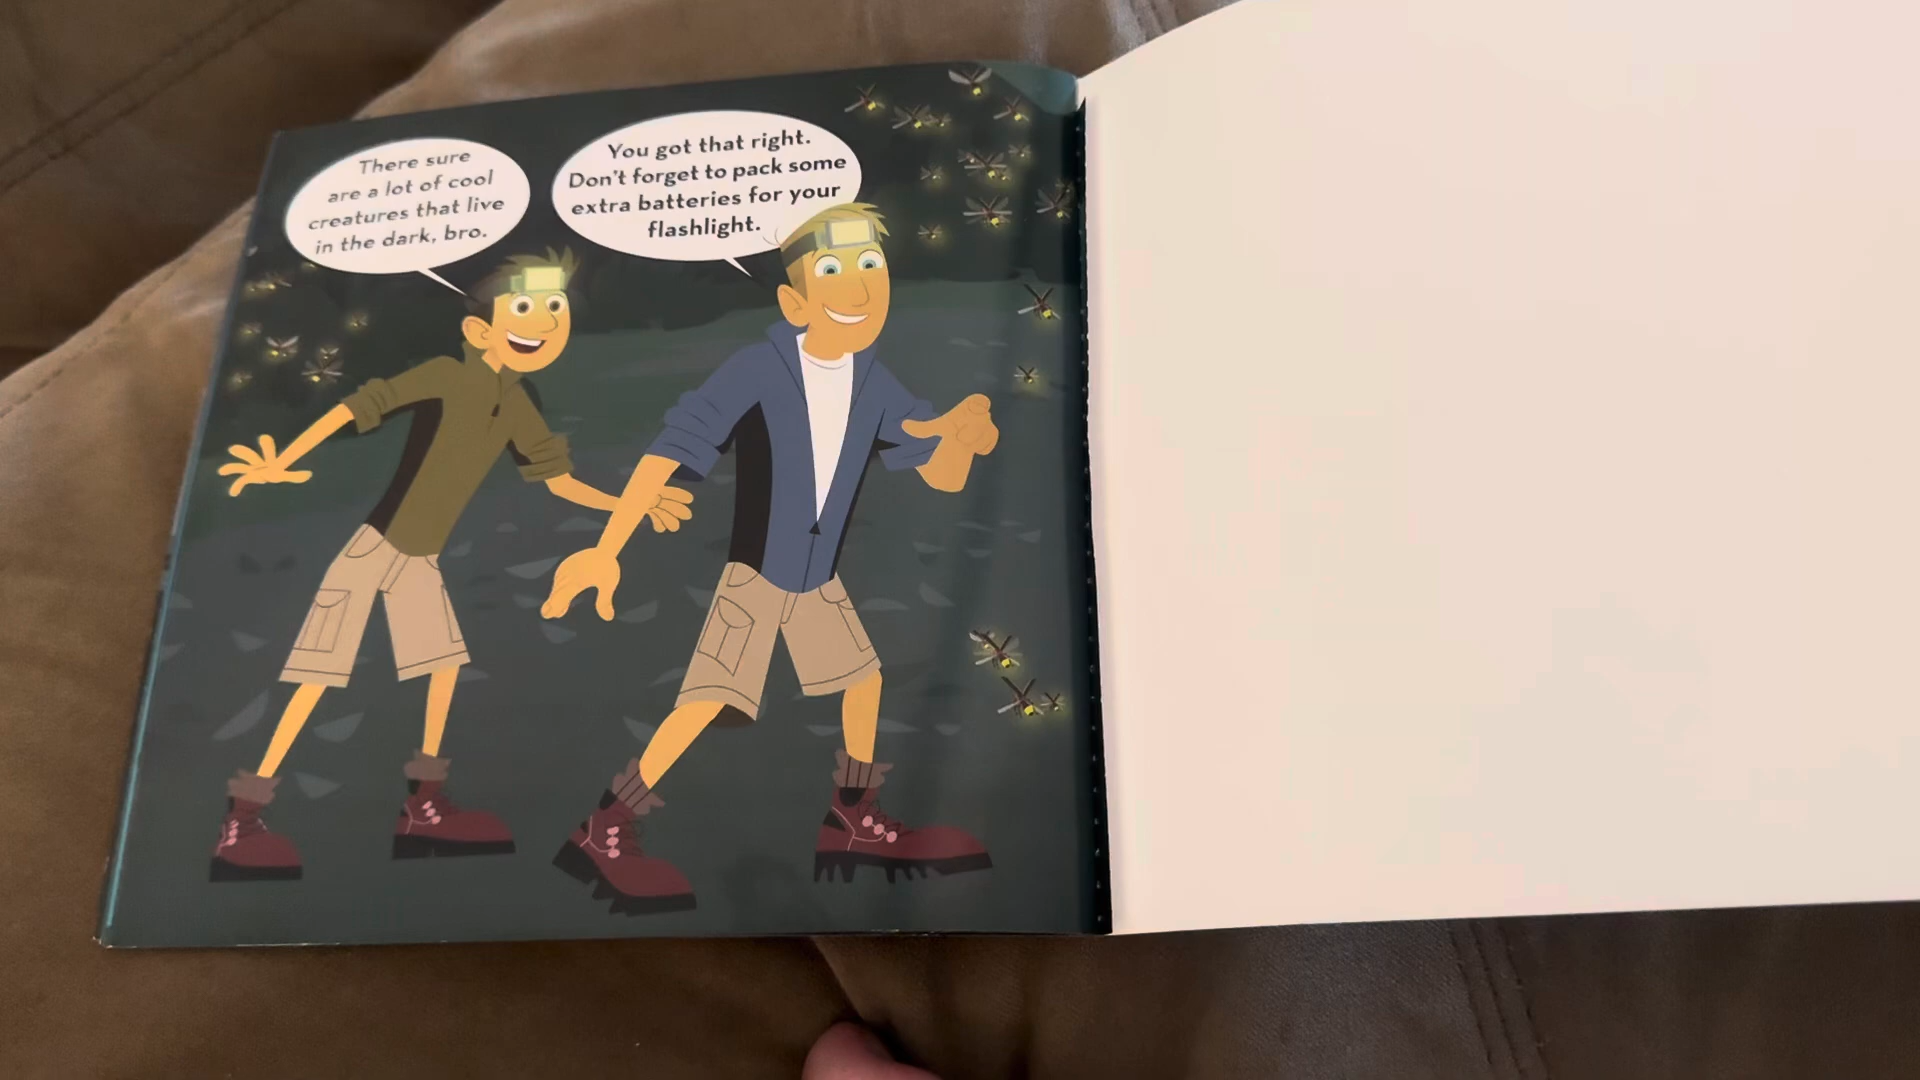 There sure
are a lot of cool
creatures that live
in the dark, bro.
You got that right.
Don't forget to pack some
extra batteries for your
flashlight.